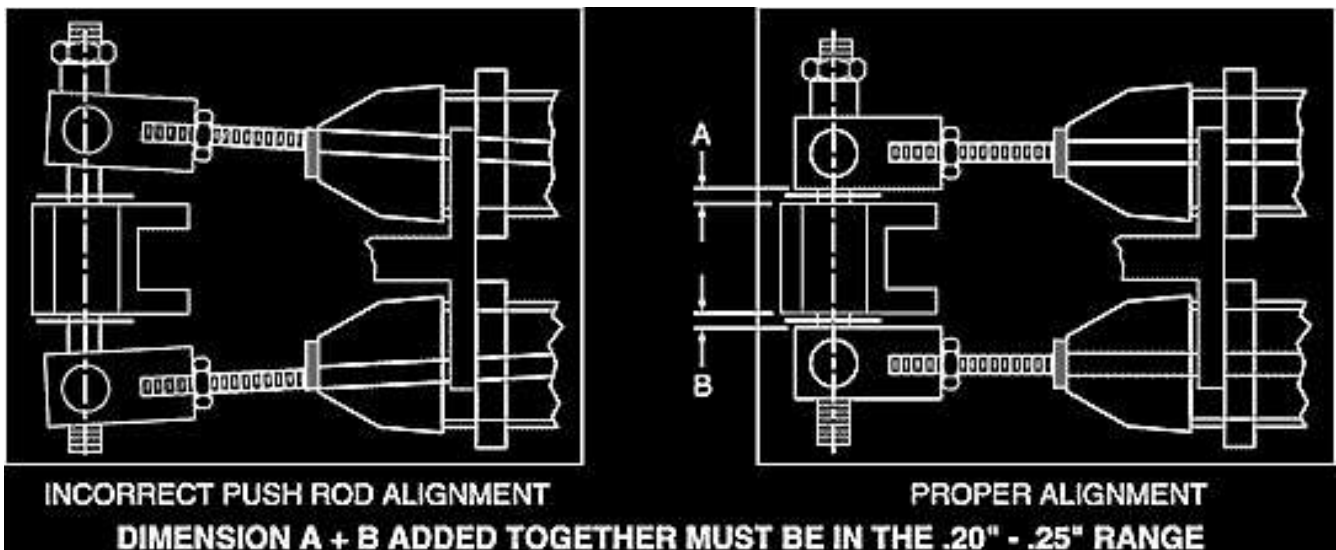 A
B
INCORRECT PUSH ROD ALIGNMENT
PROPER ALIGNMENT
DIMENSION A + B ADDED TOGETHER MUST BE IN THE .20" - .25" RANGE